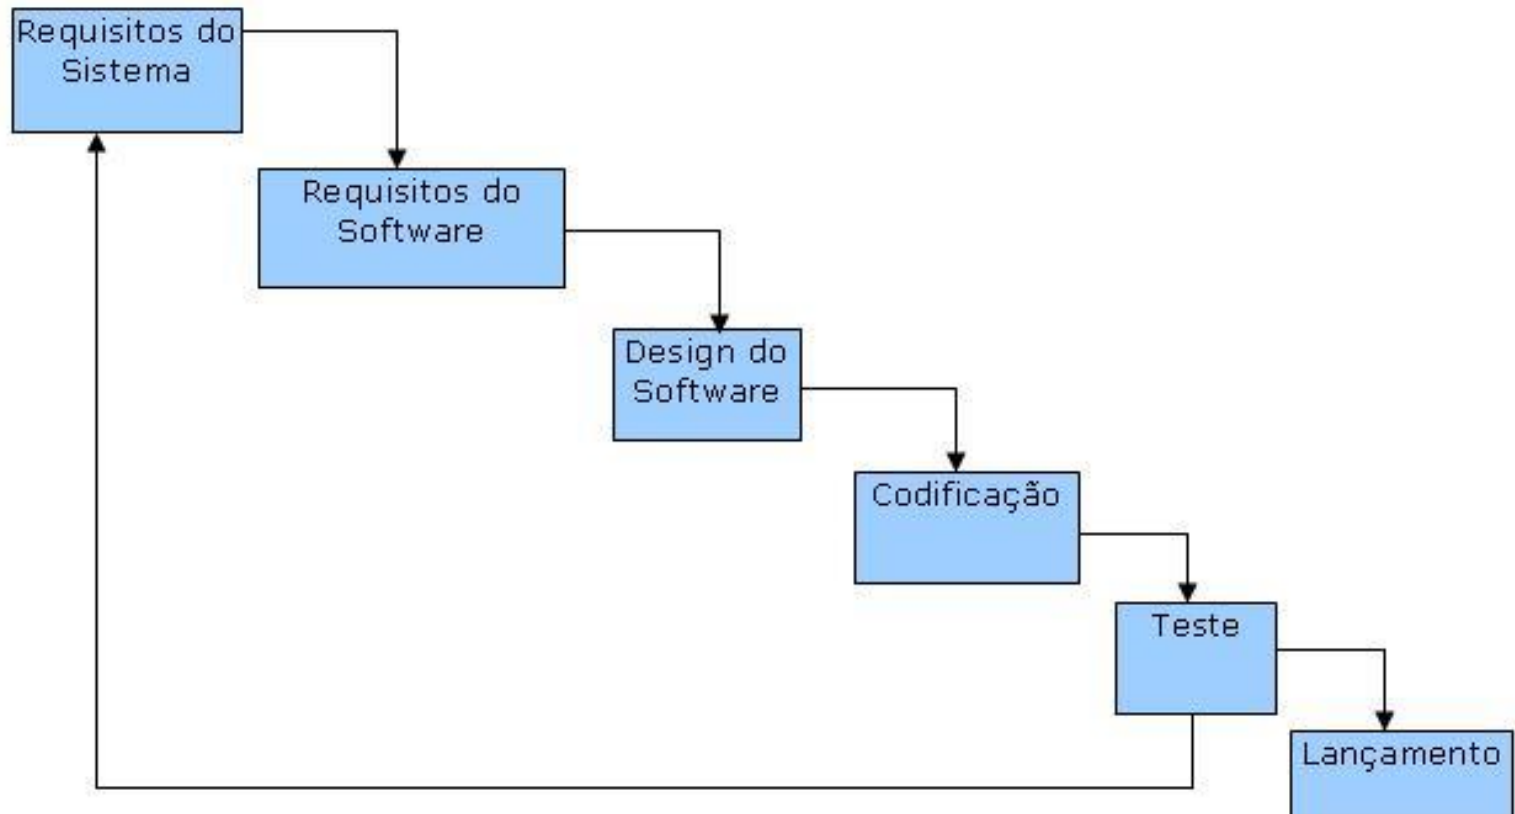 Requisitos do
Sistema
Requisitos do
Software
Design do
Software
Codificação
Teste
Lançamento